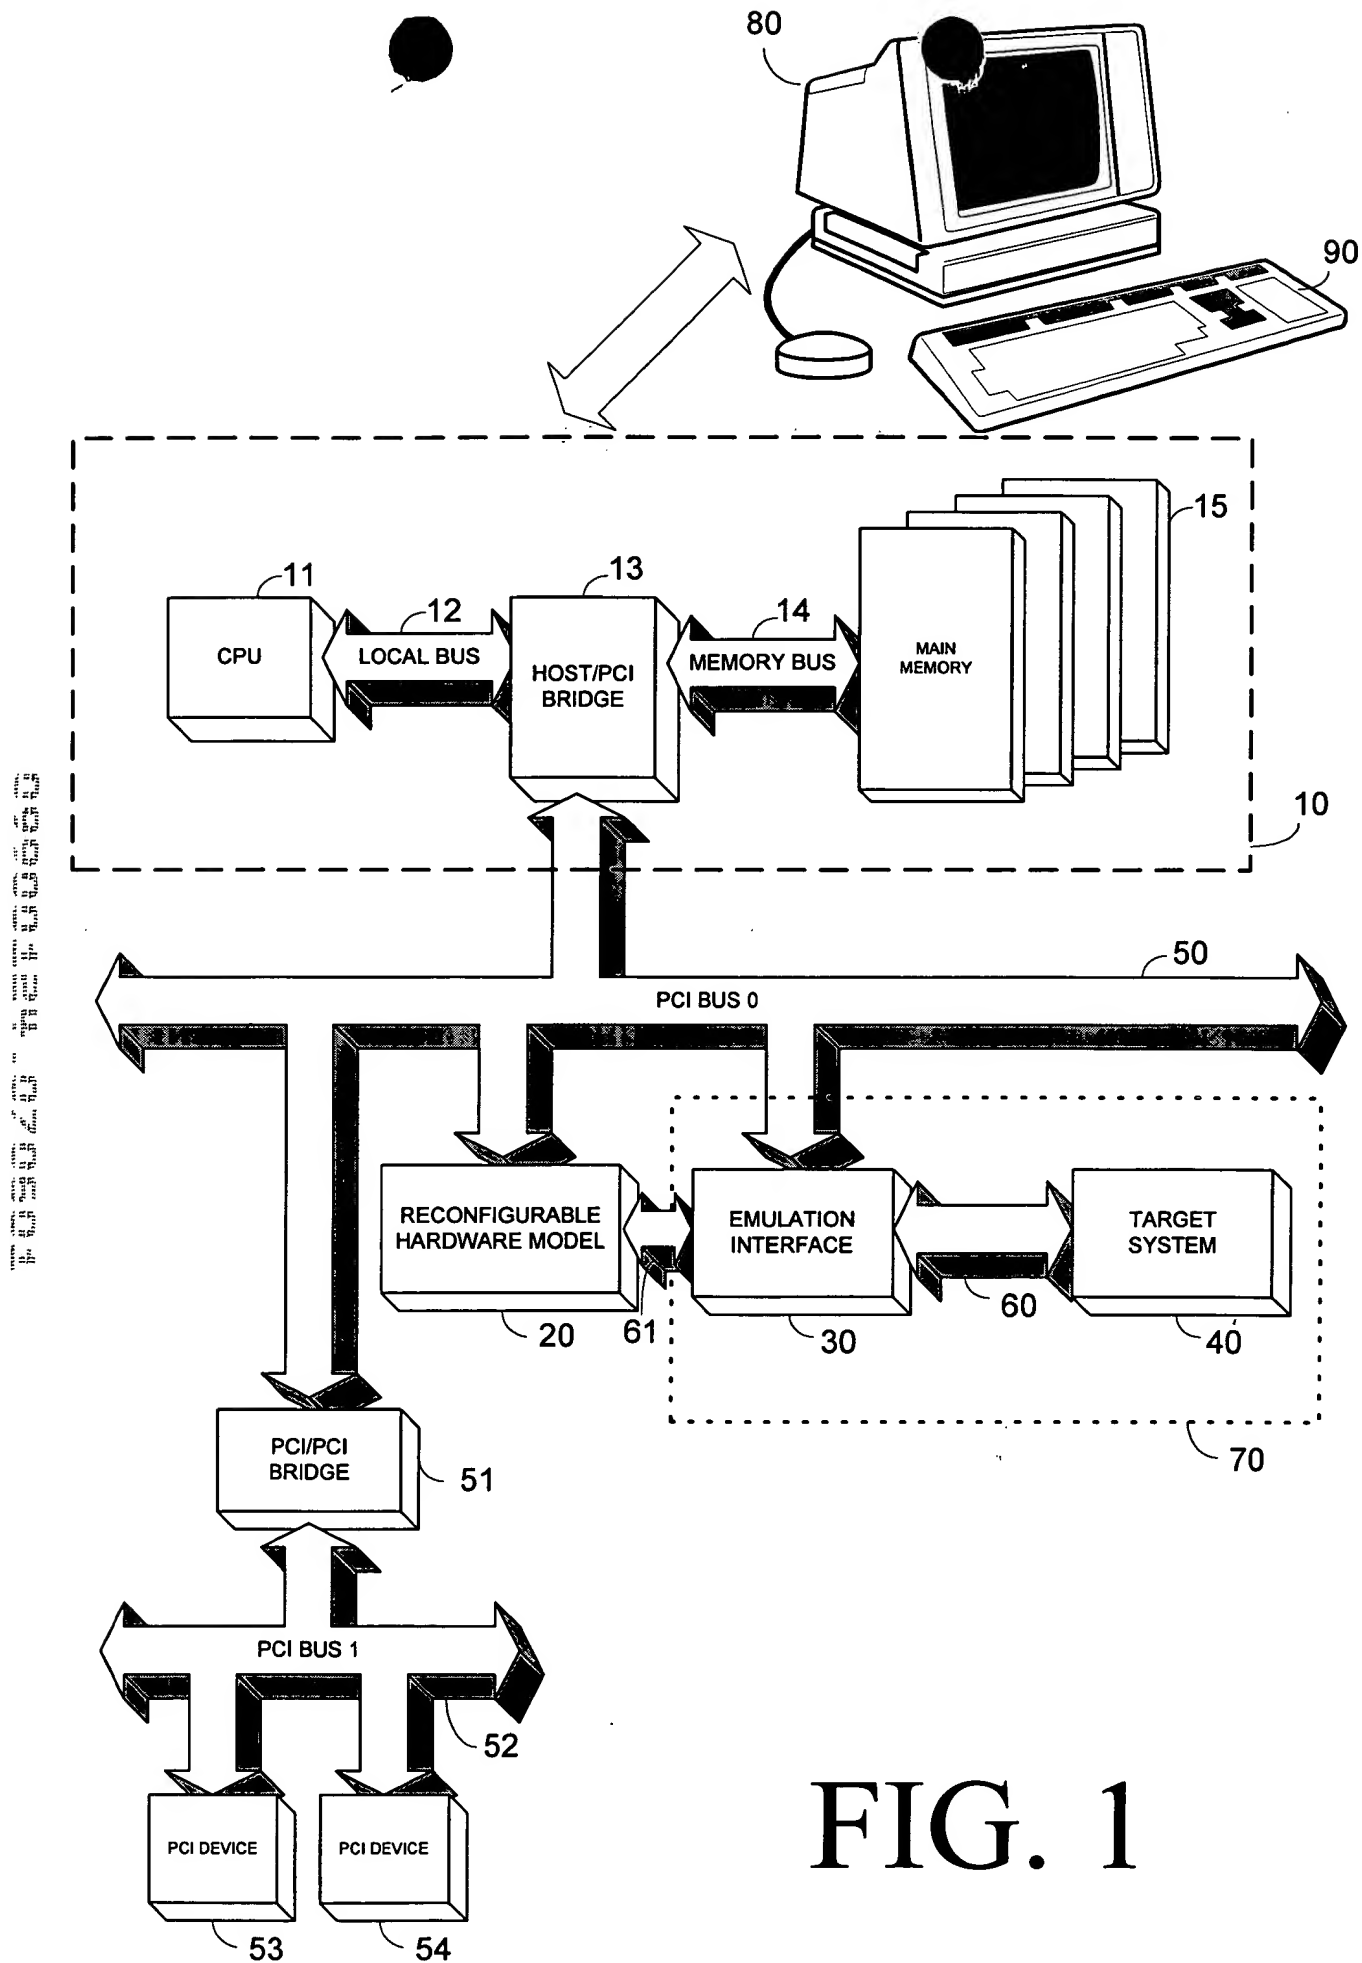 80
90
15
11
13
12
14
CPU
LOCAL BUS
HOST/PCI
BRIDGE
MEMORY BUS
MAIN
MEMORY
10
50
PCI BUS 0
RECONFIGURABLE
HARDWARE MODEL
EMULATION
INTERFACE
TARGET
SYSTEM
20
61
30
60
40
70
PCI/PCI
BRIDGE
51
PCI BUS 1
52
PCI DEVICE
PCI DEVICE
53
54
FIG. 1